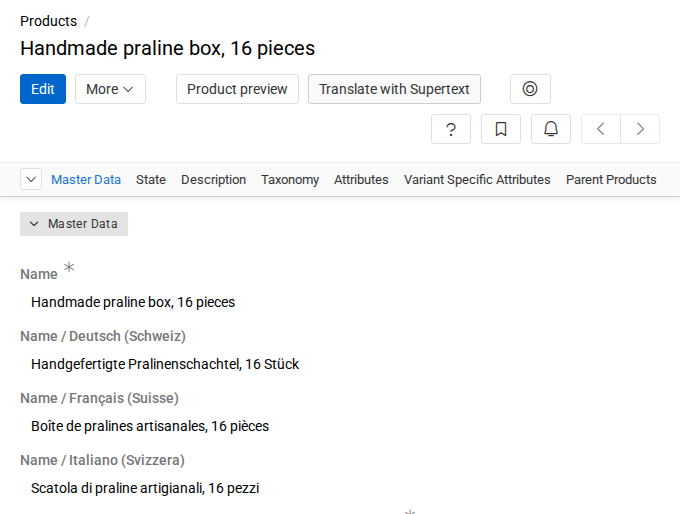 Products /
Handmade praline box, 16 pieces
Edit
More
Product preview
Translate with Supertext
?
Master Data State Description Taxonomy Attributes Variant Specific Attributes Parent Products
Master Data
Name *
Handmade praline box, 16 pieces
Name / Deutsch (Schweiz)
Handgefertigte Pralinenschachtel, 16 Stück
Name / Français (Suisse)
Boîte de pralines artisanales, 16 pièces
Name / Italiano (Svizzera)
Scatola di praline artigianali, 16 pezzi